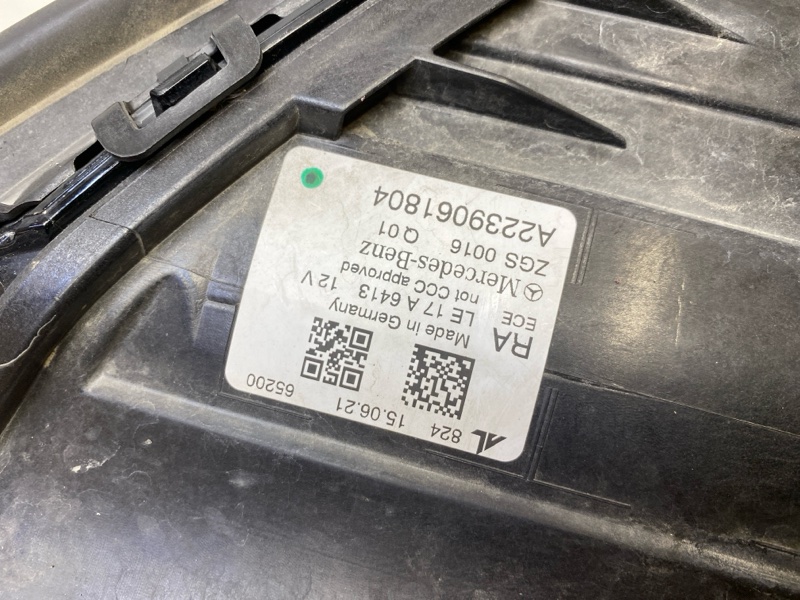 A2239061804
ZGS 0016 Q 01
Mercedes-Benz
not CCC approved
ECE LE 17 A 6413 12 V
RA Made in Germany
AL 824 15.06.21 65200